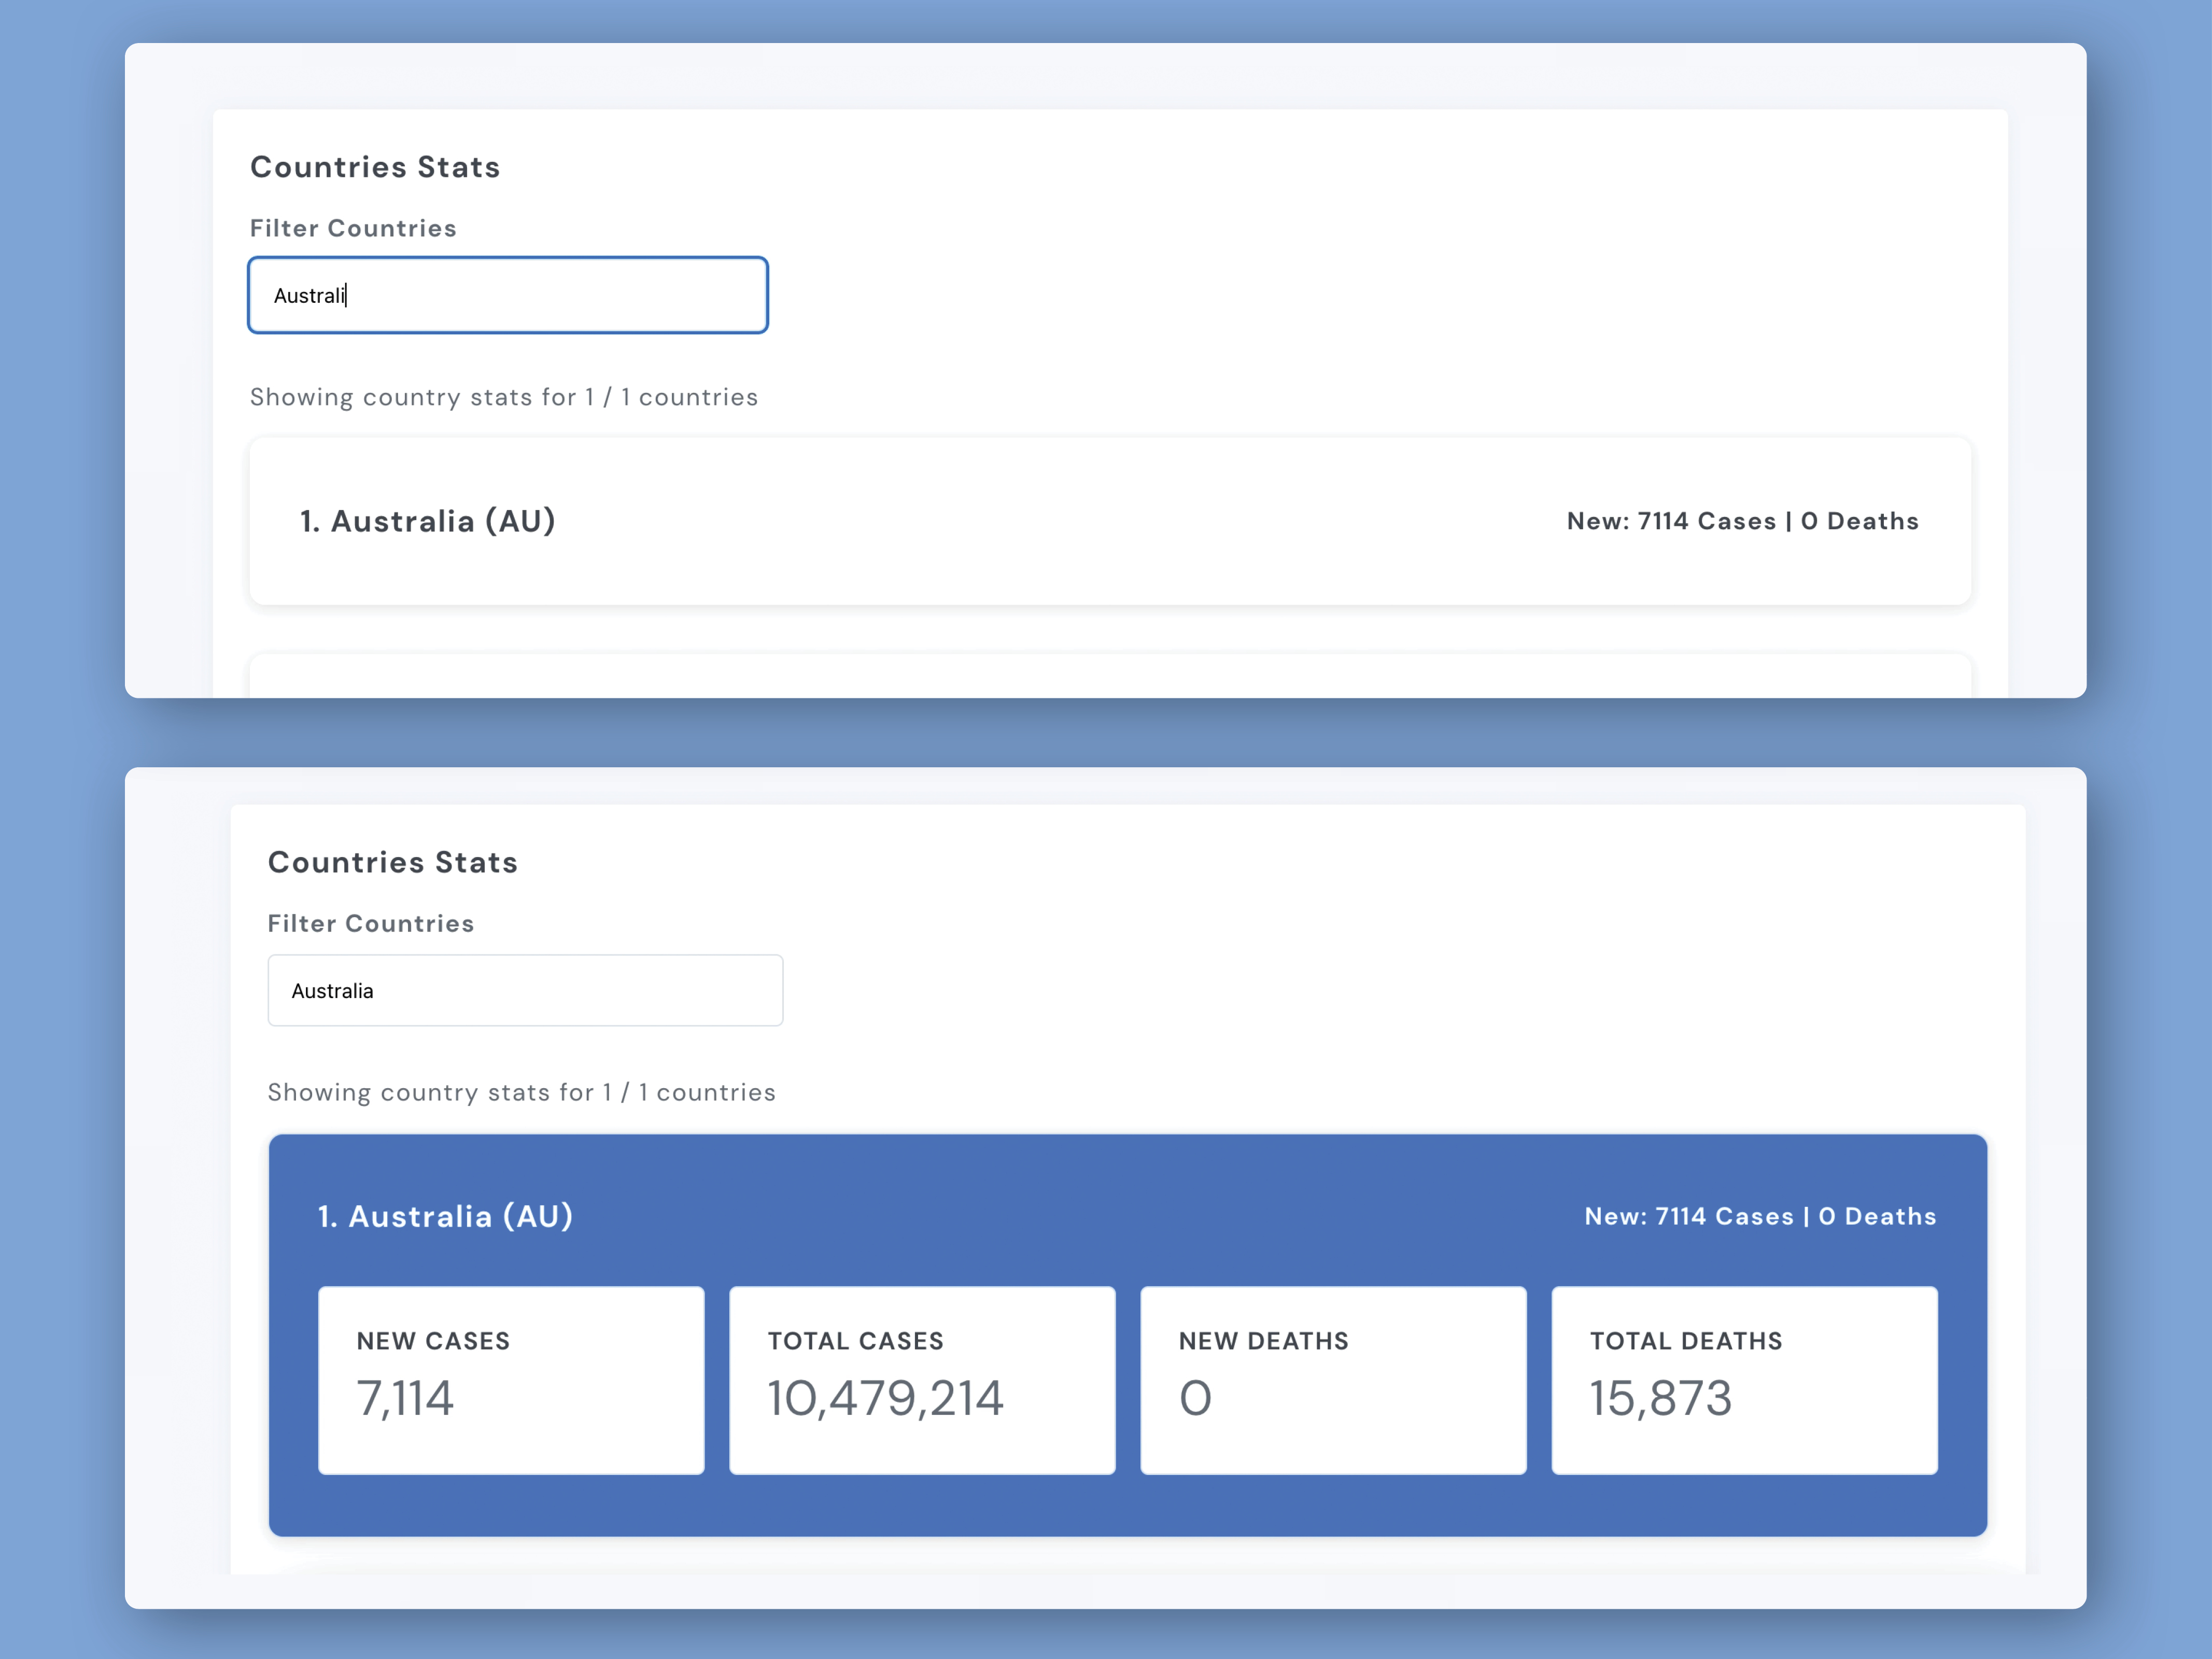 Countries Stats
Filter Countries
Australi
Showing country stats for 1 / 1 countries
1. Australia (AU)
New: 7114 Cases | 0 Deaths
Countries Stats
Filter Countries
Australia
Showing country stats for 1 / 1 countries
1. Australia (AU)
New: 7114 Cases | 0 Deaths
NEW CASES
7,114
TOTAL CASES
10,479,214
NEW DEATHS
0
TOTAL DEATHS
15,873